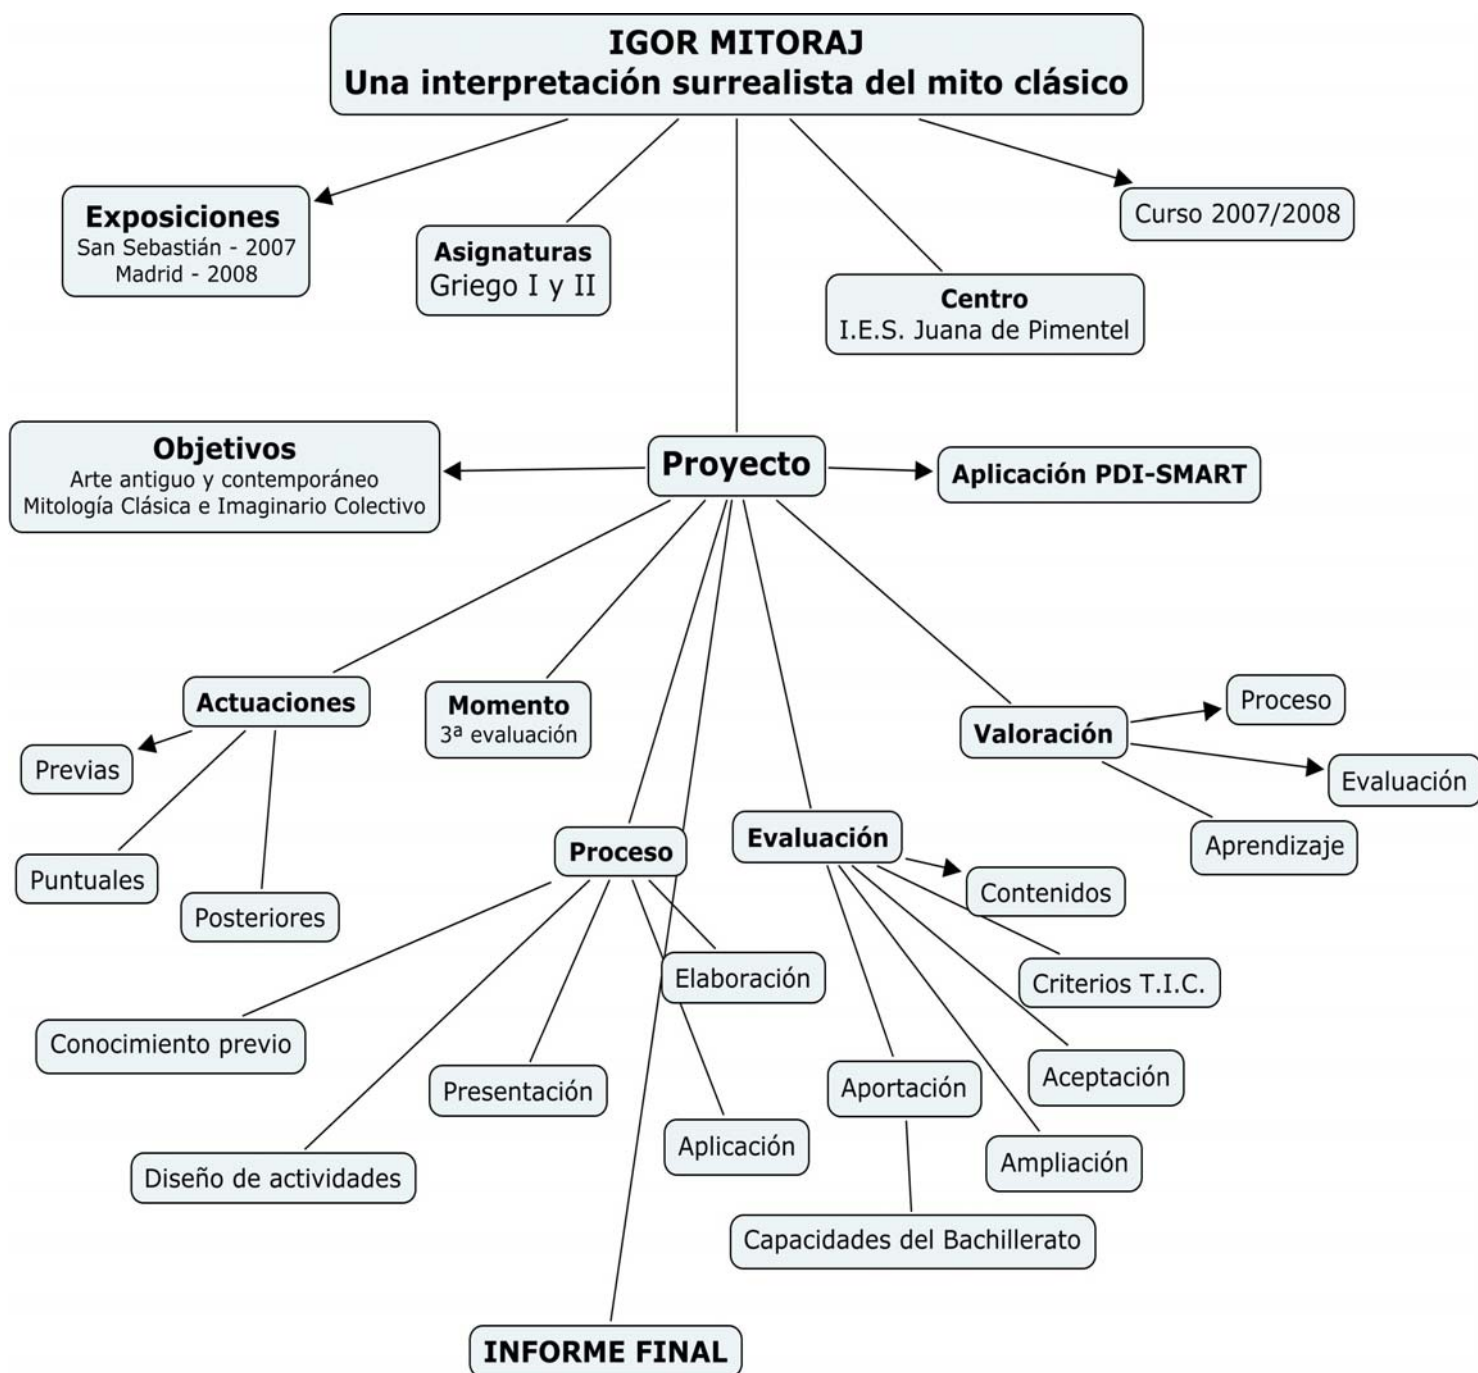 IGOR MITORAJ
Una interpretación surrealista del mito clásico
Exposiciones
San Sebastián - 2007
Madrid - 2008
Asignaturas
Griego I y II
Centro
I.E.S. Juana de Pimentel
Curso 2007/2008
Objetivos
Arte antiguo y contemporáneo
Mitología Clásica e Imaginario Colectivo
Proyecto
Aplicación PDI-SMART
Actuaciones
Previas
Puntuales
Posteriores
Momento
3ª evaluación
Valoración
Proceso
Evaluación
Aprendizaje
Proceso
Conocimiento previo
Diseño de actividades
Presentación
Aplicación
Elaboración
Evaluación
Contenidos
Criterios T.I.C.
Aceptación
Ampliación
Aportación
Capacidades del Bachillerato
INFORME FINAL